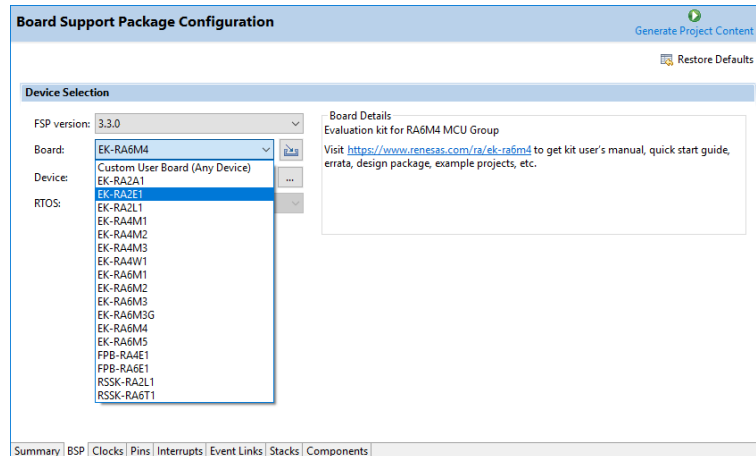 Board Support Package Configuration
Generate Project Content
Restore Defaults
Device Selection
FSP version: 3.3.0
Board: EK-RA6M4
Device:
...
RTOS:
Custom User Board (Any Device)
EK-RA2A1
EK-RA2E1
EK-RA2L1
EK-RA4M1
EK-RA4M2
EK-RA4M3
EK-RA4W1
EK-RA6M1
EK-RA6M2
EK-RA6M3
EK-RA6M3G
EK-RA6M4
EK-RA6M5
FPB-RA4E1
FPB-RA6E1
RSSK-RA2L1
RSSK-RA6T1
Board Details
Evaluation kit for RA6M4 MCU Group
Visit https://www.renesas.com/ra/ek-ra6m4 to get kit user's manual, quick start guide,
errata, design package, example projects, etc.
Summary BSP Clocks Pins Interrupts Event Links Stacks Components